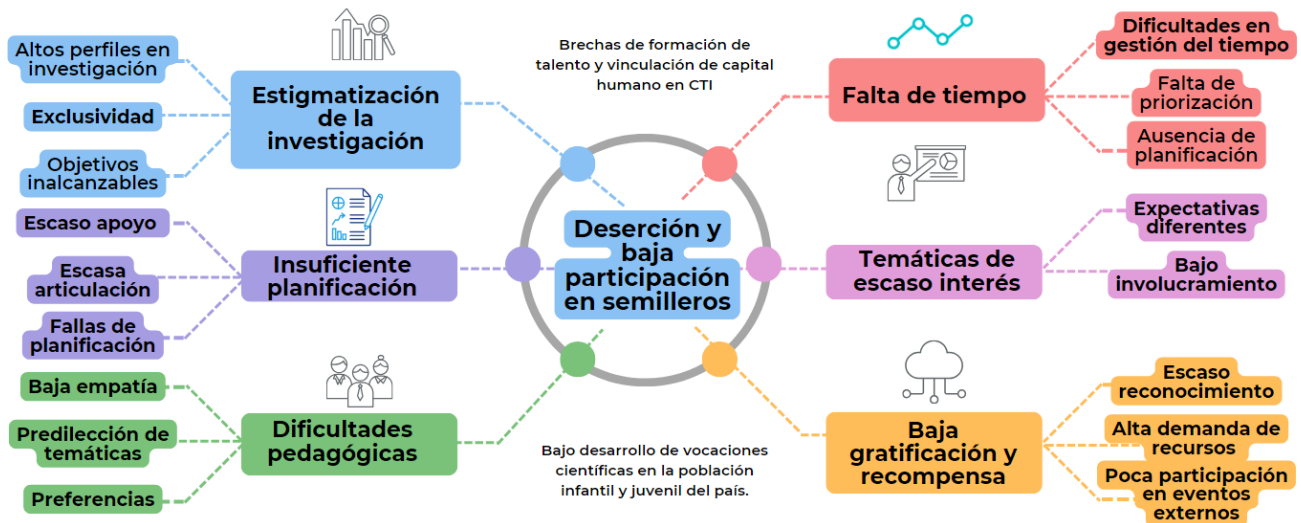 Altos perfiles en
investigación
Exclusividad
Objetivos
inalcanzables
Estigmatización
de la
investigación
Escaso apoyo
Escasa
articulación
Fallas de
planificación
Insuficiente
planificación
Baja empatía
Predilección de
temáticas
Preferencias
Dificultades
pedagógicas
Brechas de formación de
talento y vinculación de capital
humano en CTI
Deserción y
baja
participación
en semilleros
Bajo desarrollo de vocaciones
científicas en la población
infantil y juvenil del país.
Falta de tiempo
Dificultades en
gestión del tiempo
Falta de
priorización
Ausencia de
planificación
Temáticas de
escaso interés
Expectativas
diferentes
Bajo
involucramiento
Baja
gratificación y
recompensa
Escaso
reconocimiento
Alta demanda de
recursos
Poca participación
en eventos
externos